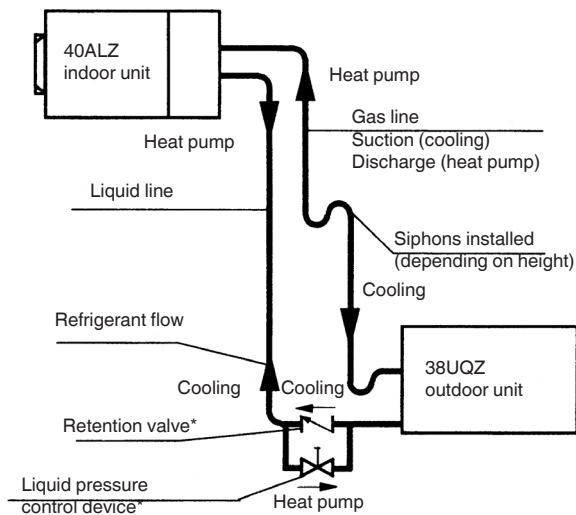 40ALZ
indoor unit
Heat pump
Gas line
Suction (cooling)
Discharge (heat pump)
Heat pump
Liquid line
Siphons installed
(depending on height)
Cooling
Refrigerant flow
38UQZ
outdoor unit
Cooling
Cooling
Retention valve*
Liquid pressure
control device*
Heat pump